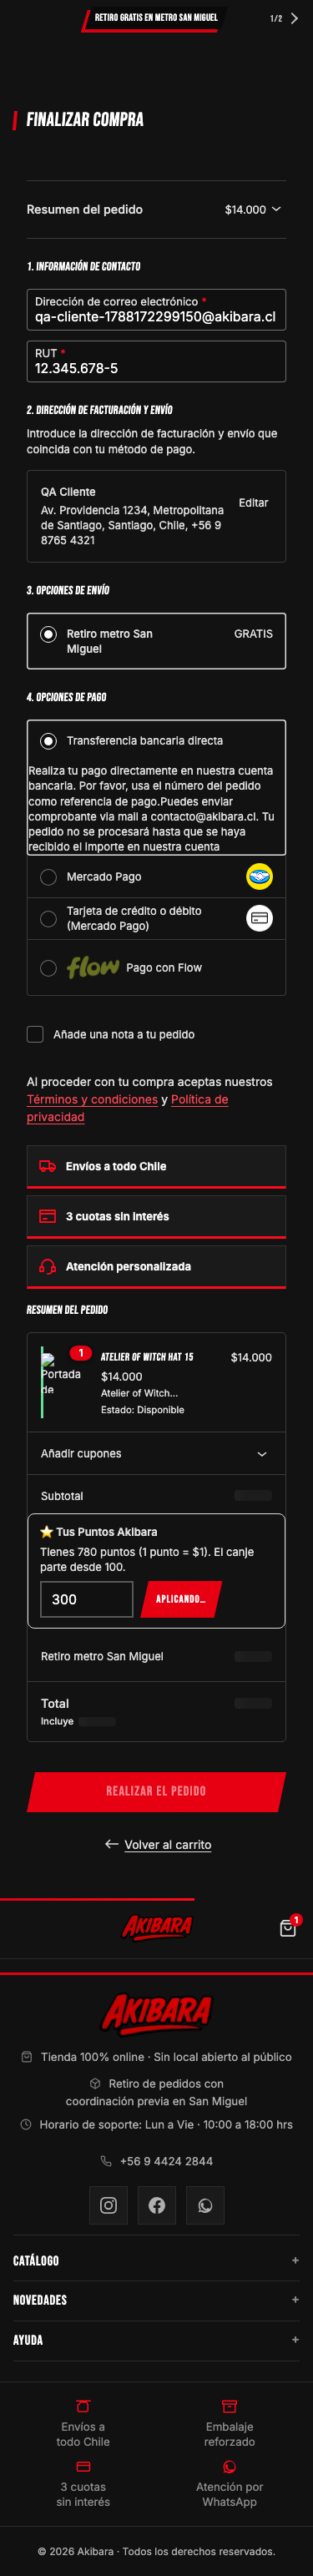 RETIRO GRATIS EN METRO SAN MIGUEL
1/2
FINALIZAR COMPRA
Resumen del pedido $14.000
1. INFORMACIÓN DE CONTACTO
Dirección de correo electrónico *
qa-cliente-1788172299150@akibara.cl
RUT *
12.345.678-5
2. DIRECCIÓN DE FACTURACIÓN Y ENVÍO
Introduce la dirección de facturación y envío que
coincida con tu método de pago.
QA Cliente
Editar
Av. Providencia 1234, Metropolitana
de Santiago, Santiago, Chile, +56 9
8765 4321
3. OPCIONES DE ENVÍO
Retiro metro San
Miguel
GRATIS
4. OPCIONES DE PAGO
Transferencia bancaria directa
Realiza tu pago directamente en nuestra cuenta
bancaria. Por favor, usa el número del pedido
como referencia de pago.Puedes enviar
comprobante via mail a contacto@akibara.cl. Tu
pedido no se procesará hasta que se haya
recibido el importe en nuestra cuenta
Mercado Pago
Tarjeta de crédito o débito
(Mercado Pago)
flow Pago con Flow
Añade una nota a tu pedido
Al proceder con tu compra aceptas nuestros
Términos y condiciones y Política de
privacidad
Envíos a todo Chile
3 cuotas sin interés
Atención personalizada
RESUMEN DEL PEDIDO
Portada
de
1
ATELIER OF WITCH HAT 15
$14.000
$14.000
Atelier of Witch...
Estado: Disponible
Añadir cupones
Subtotal
Tus Puntos Akibara
Tienes 780 puntos (1 punto = $1). El canje
parte desde 100.
300
APLICANDO...
Retiro metro San Miguel
Total
Incluye
REALIZAR EL PEDIDO
Volver al carrito
AKIBARA
1
AKIBARA
Tienda 100% online · Sin local abierto al público
Retiro de pedidos con
coordinación previa en San Miguel
Horario de soporte: Lun a Vie · 10:00 a 18:00 hrs
+56 9 4424 2844
CATÁLOGO +
NOVEDADES +
AYUDA +
Envíos a
todo Chile
Embalaje
reforzado
3 cuotas
sin interés
Atención por
WhatsApp
© 2026 Akibara · Todos los derechos reservados.